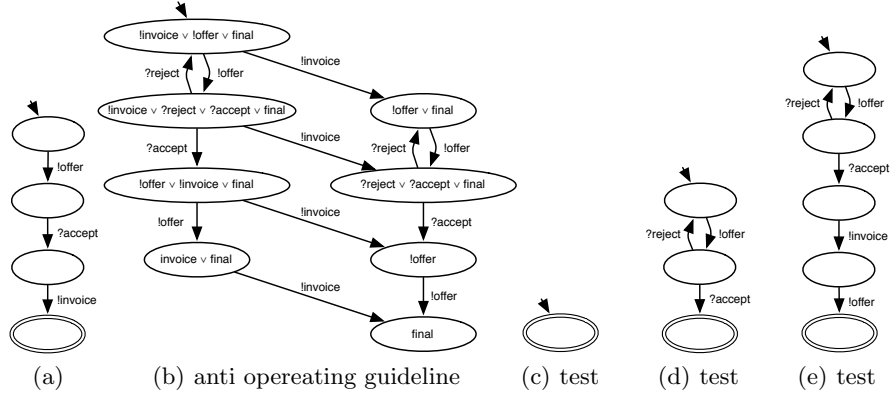 !invoice ∨ !offer ∨ final
?reject
!offer
!invoice
!invoice ∨ ?reject ∨ ?accept ∨ final
!offer ∨ final
?accept
!invoice
?reject
!offer
!offer ∨ !invoice ∨ final
?reject ∨ ?accept ∨ final
!offer
!invoice
?accept
invoice ∨ final
!offer
!invoice
!offer
final
!offer
?accept
!invoice
?reject
!offer
?accept
?reject
!offer
?accept
!invoice
!offer
(a)
(b) anti opereating guideline
(c) test
(d) test
(e) test